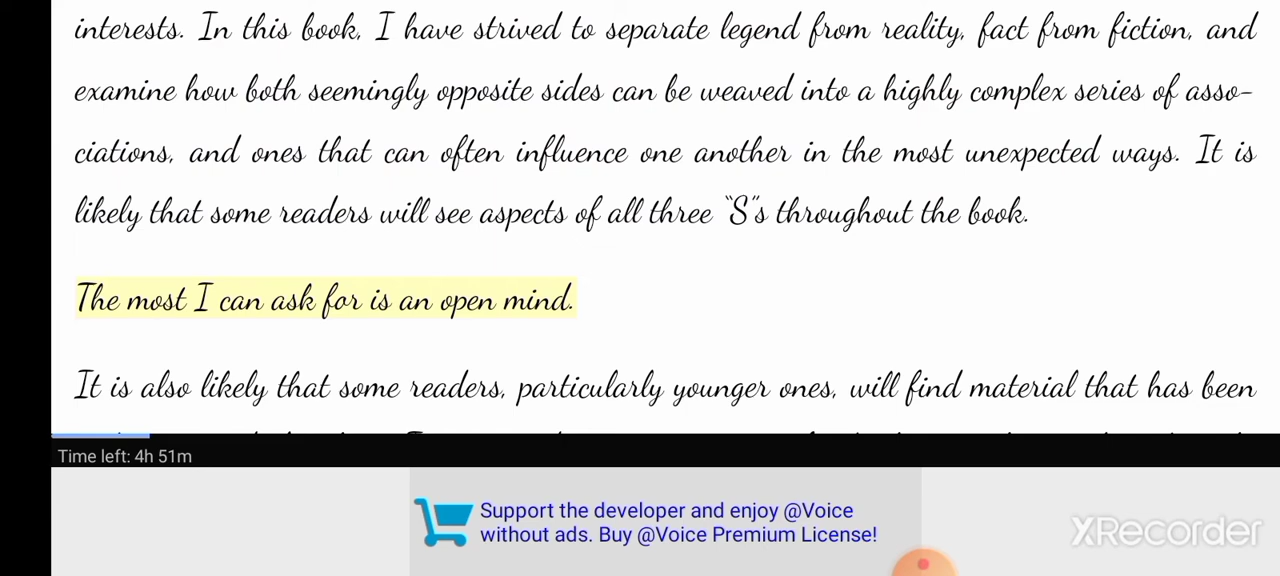 interests. In this book, I have strived to separate legend from reality, fact from fiction, and
examine how both seemingly opposite sides can be weaved into a highly complex series of asso-
ciations, and ones that can often influence one another in the most unexpected ways. It is
likely that some readers will see aspects of all three "S"s throughout the book.
The most I can ask for is an open mind.
It is also likely that some readers, particularly younger ones, will find material that has been
Time left: 4h 51m
Support the developer and enjoy @Voice
without ads. Buy @Voice Premium License!
XRecorder